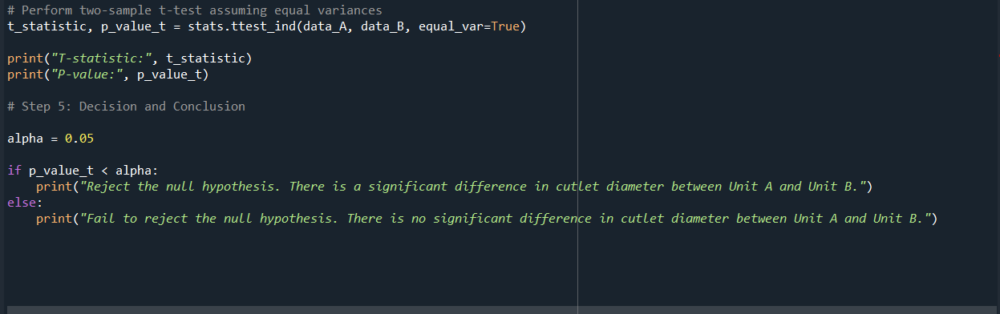 # Perform two-sample t-test assuming equal variances
t_statistic, p_value_t = stats.ttest_ind(data_A, data_B, equal_var=True)
print("T-statistic:", t_statistic)
print("P-value:", p_value_t)
# Step 5: Decision and Conclusion
alpha = 0.05
if p_value_t < alpha:
    print("Reject the null hypothesis. There is a significant difference in cutlet diameter between Unit A and Unit B.")
else:
    print("Fail to reject the null hypothesis. There is no significant difference in cutlet diameter between Unit A and Unit B.")